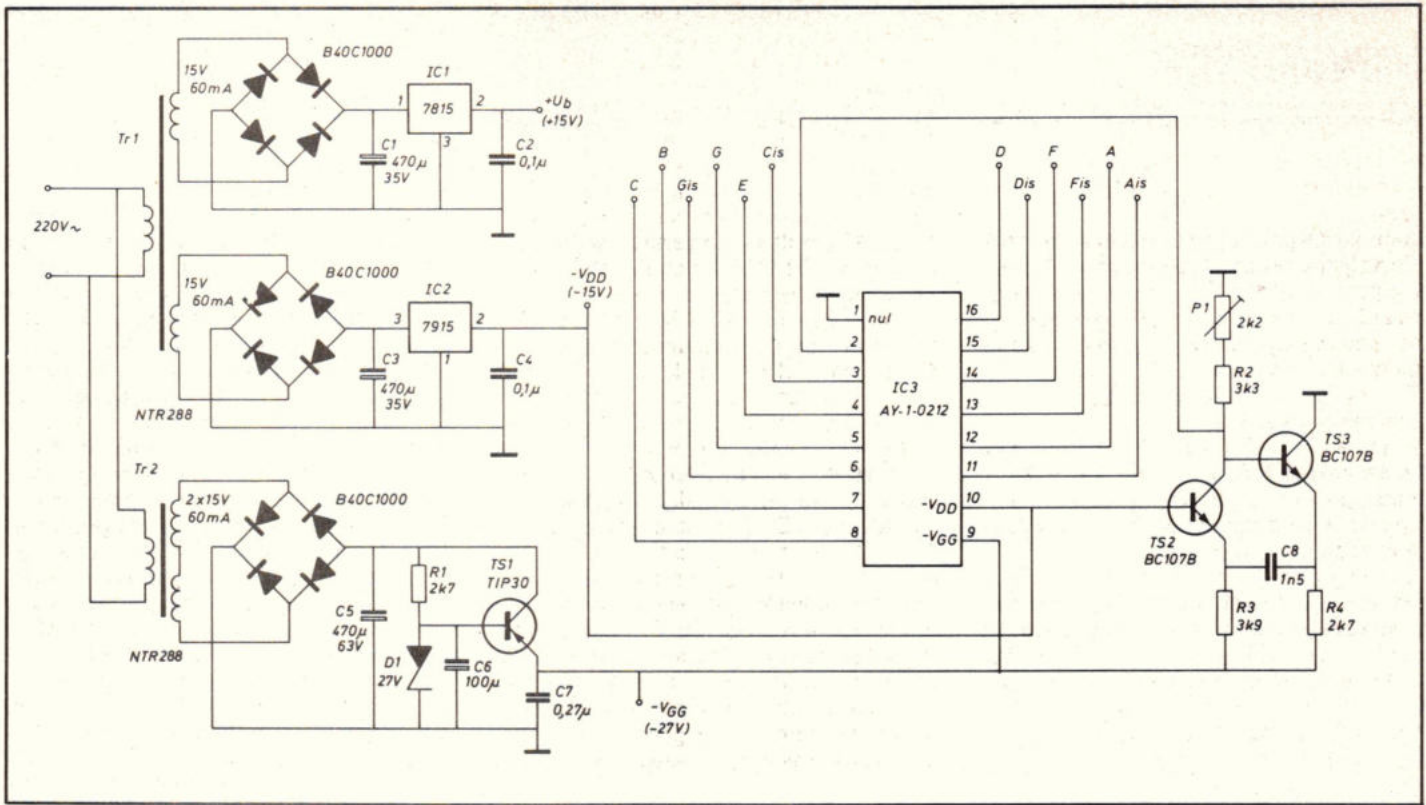 220V~
Tr1
15V
60mA
B40C1000
IC1
1
7815
2
3
+Ub
(+15V)
C1
470µ
35V
C2
0,1µ
15V
60mA
B40C1000
IC2
3
7915
2
1
-VDD
(-15V)
C3
470µ
35V
C4
0,1µ
NTR288
Tr 2
2x15V
60mA
B40C1000
NTR288
C5
470µ
63V
R1
2k7
TS1
TIP30
D1
27V
C6
100µ
C7
0,27µ
-VGG
(-27V)
C
B
Gis
G
E
Cis
D
Dis
F
Fis
A
Ais
1
nul
2
3
4
5
6
7
8
IC3
AY-1-0212
-VDD
-VGG
16
15
14
13
12
11
10
9
P1
2k2
R2
3k3
TS3
BC107B
TS2
BC107B
C8
1n5
R3
3k9
R4
2k7